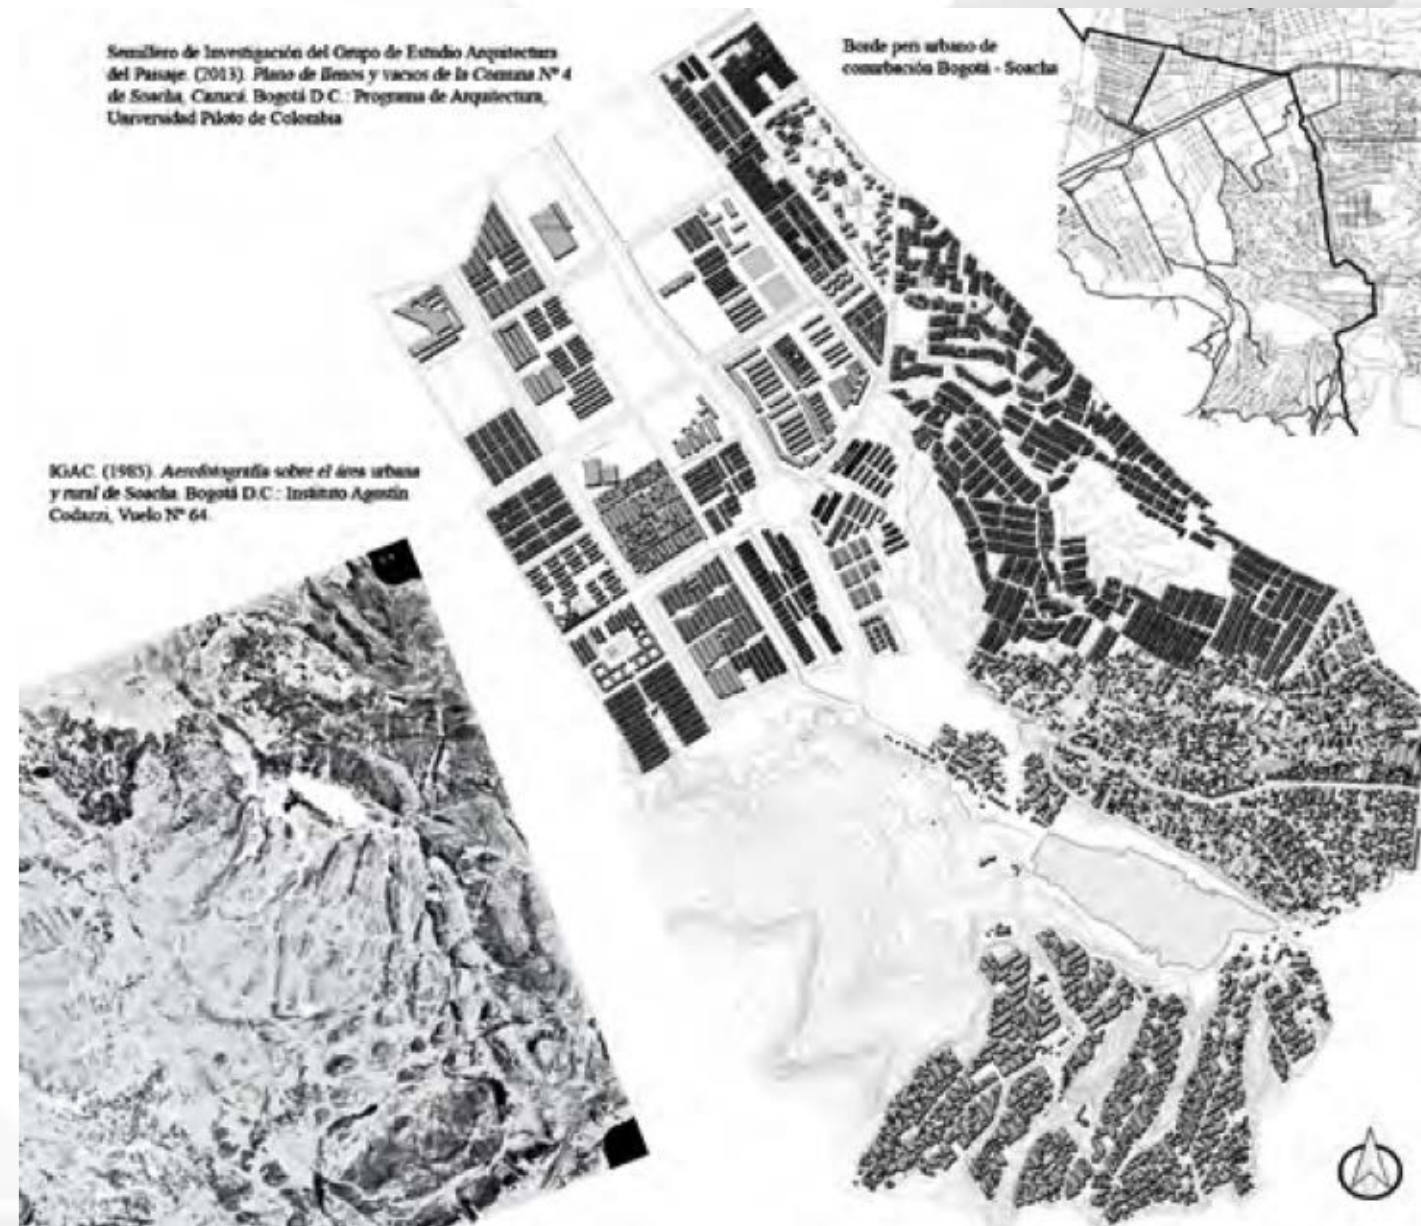 Semillero de Investigación del Grupo de Estudio Arquitectura
del Paisaje. (2013). Plano de llenos y vacíos de la Comuna Nº 4
de Soacha, Cazucá. Bogotá D.C.: Programa de Arquitectura,
Universidad Piloto de Colombia
Borde peri urbano de
conurbación Bogotá - Soacha
IGAC. (1985). Aerofotografía sobre el área urbana
y rural de Soacha. Bogotá D.C.: Instituto Agustín
Codazzi, Vuelo Nº 64.